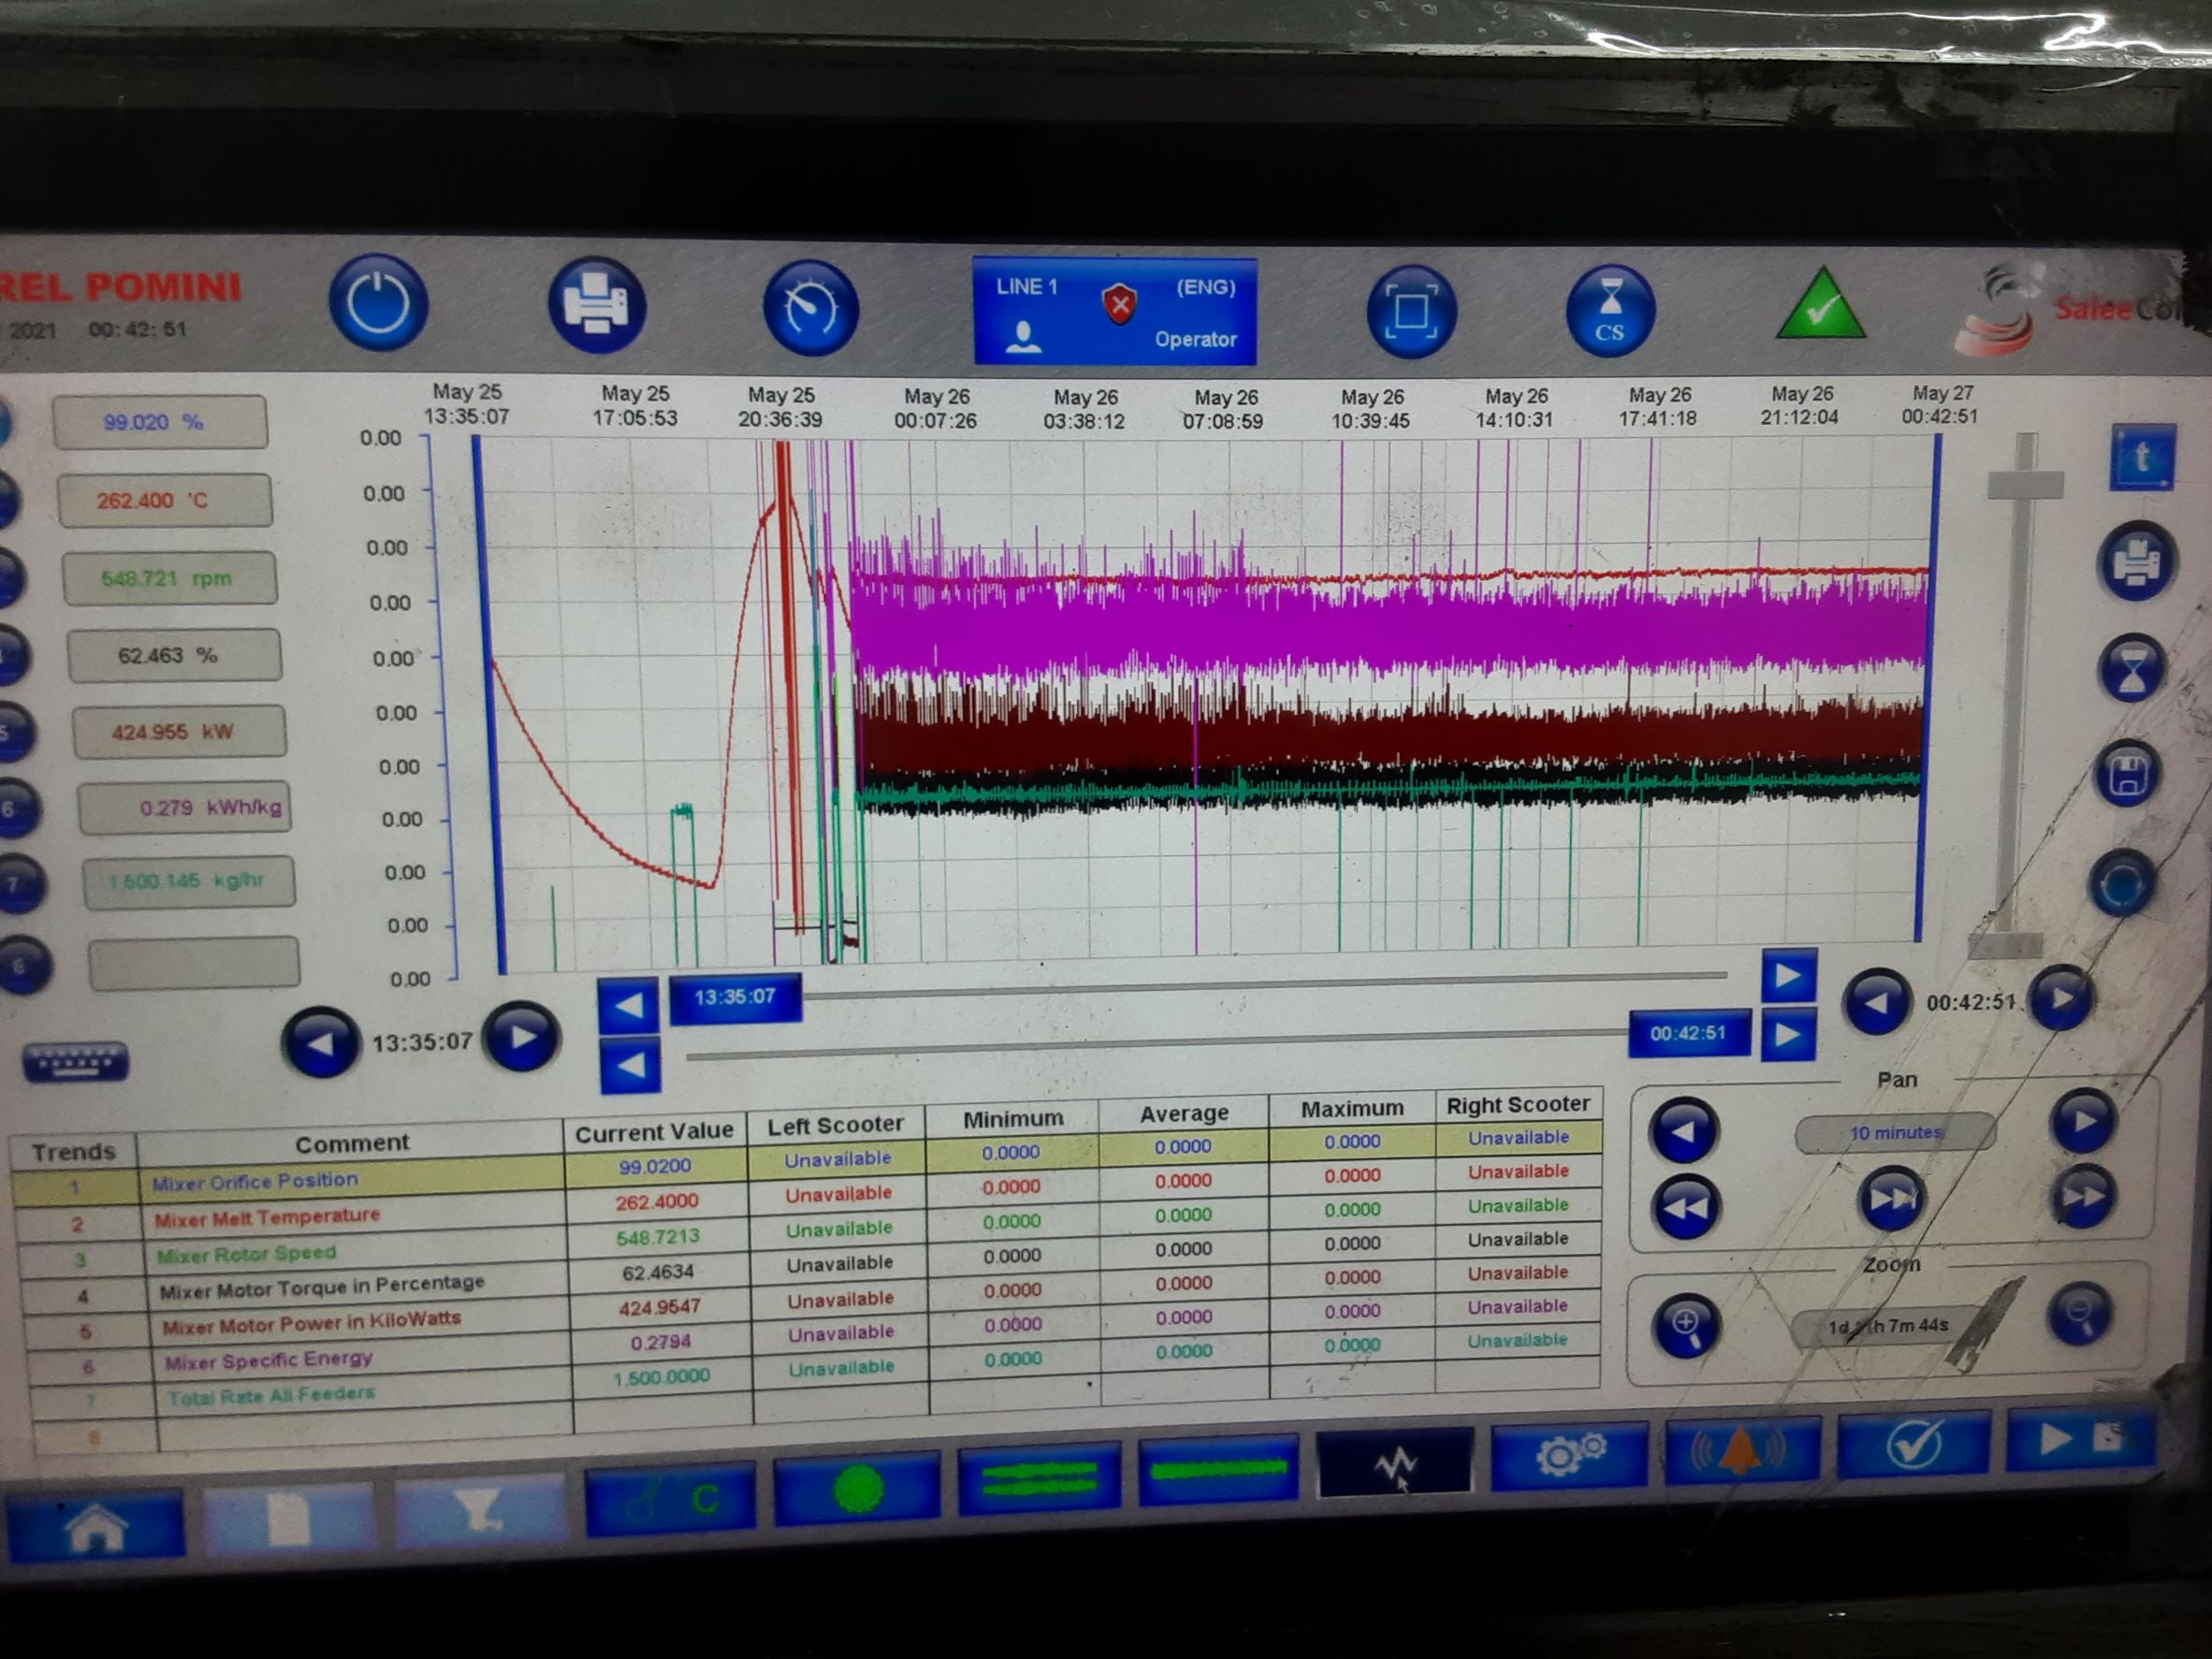 REL POMINI
2021 00:42:51
LINE 1 (ENG)
Operator
CS
Salee Col
99.020 %
262.400 °C
548.721 rpm
62.463 %
424.955 kW
0.279 kWh/kg
1,500.145 kg/hr
5
6
7
8
May 25 May 25 May 25 May 26 May 26 May 26 May 26 May 26 May 26 May 26 May 27
13:35:07 17:05:53 20:36:39 00:07:26 03:38:12 07:08:59 10:39:45 14:10:31 17:41:18 21:12:04 00:42:51
0.00
0.00
0.00
0.00
0.00
0.00
0.00
0.00
0.00
0.00
0.00
t
13:35:07
13:35:07
00:42:51
00:42:51
Trends Comment Current Value Left Scooter Minimum Average Maximum Right Scooter
1 Mixer Orifice Position 99.0200 Unavailable 0.0000 0.0000 0.0000 Unavailable
2 Mixer Melt Temperature 262.4000 Unavailable 0.0000 0.0000 0.0000 Unavailable
3 Mixer Rotor Speed 548.7213 Unavailable 0.0000 0.0000 0.0000 Unavailable
4 Mixer Motor Torque in Percentage 62.4634 Unavailable 0.0000 0.0000 0.0000 Unavailable
5 Mixer Motor Power in KiloWatts 424.9547 Unavailable 0.0000 0.0000 0.0000 Unavailable
6 Mixer Specific Energy 0.2794 Unavailable 0.0000 0.0000 0.0000 Unavailable
7 Total Rate All Feeders 1,500.0000 Unavailable 0.0000 0.0000 0.0000 Unavailable
8
Pan
10 minutes
Zoom
1d h 7m 44s
C